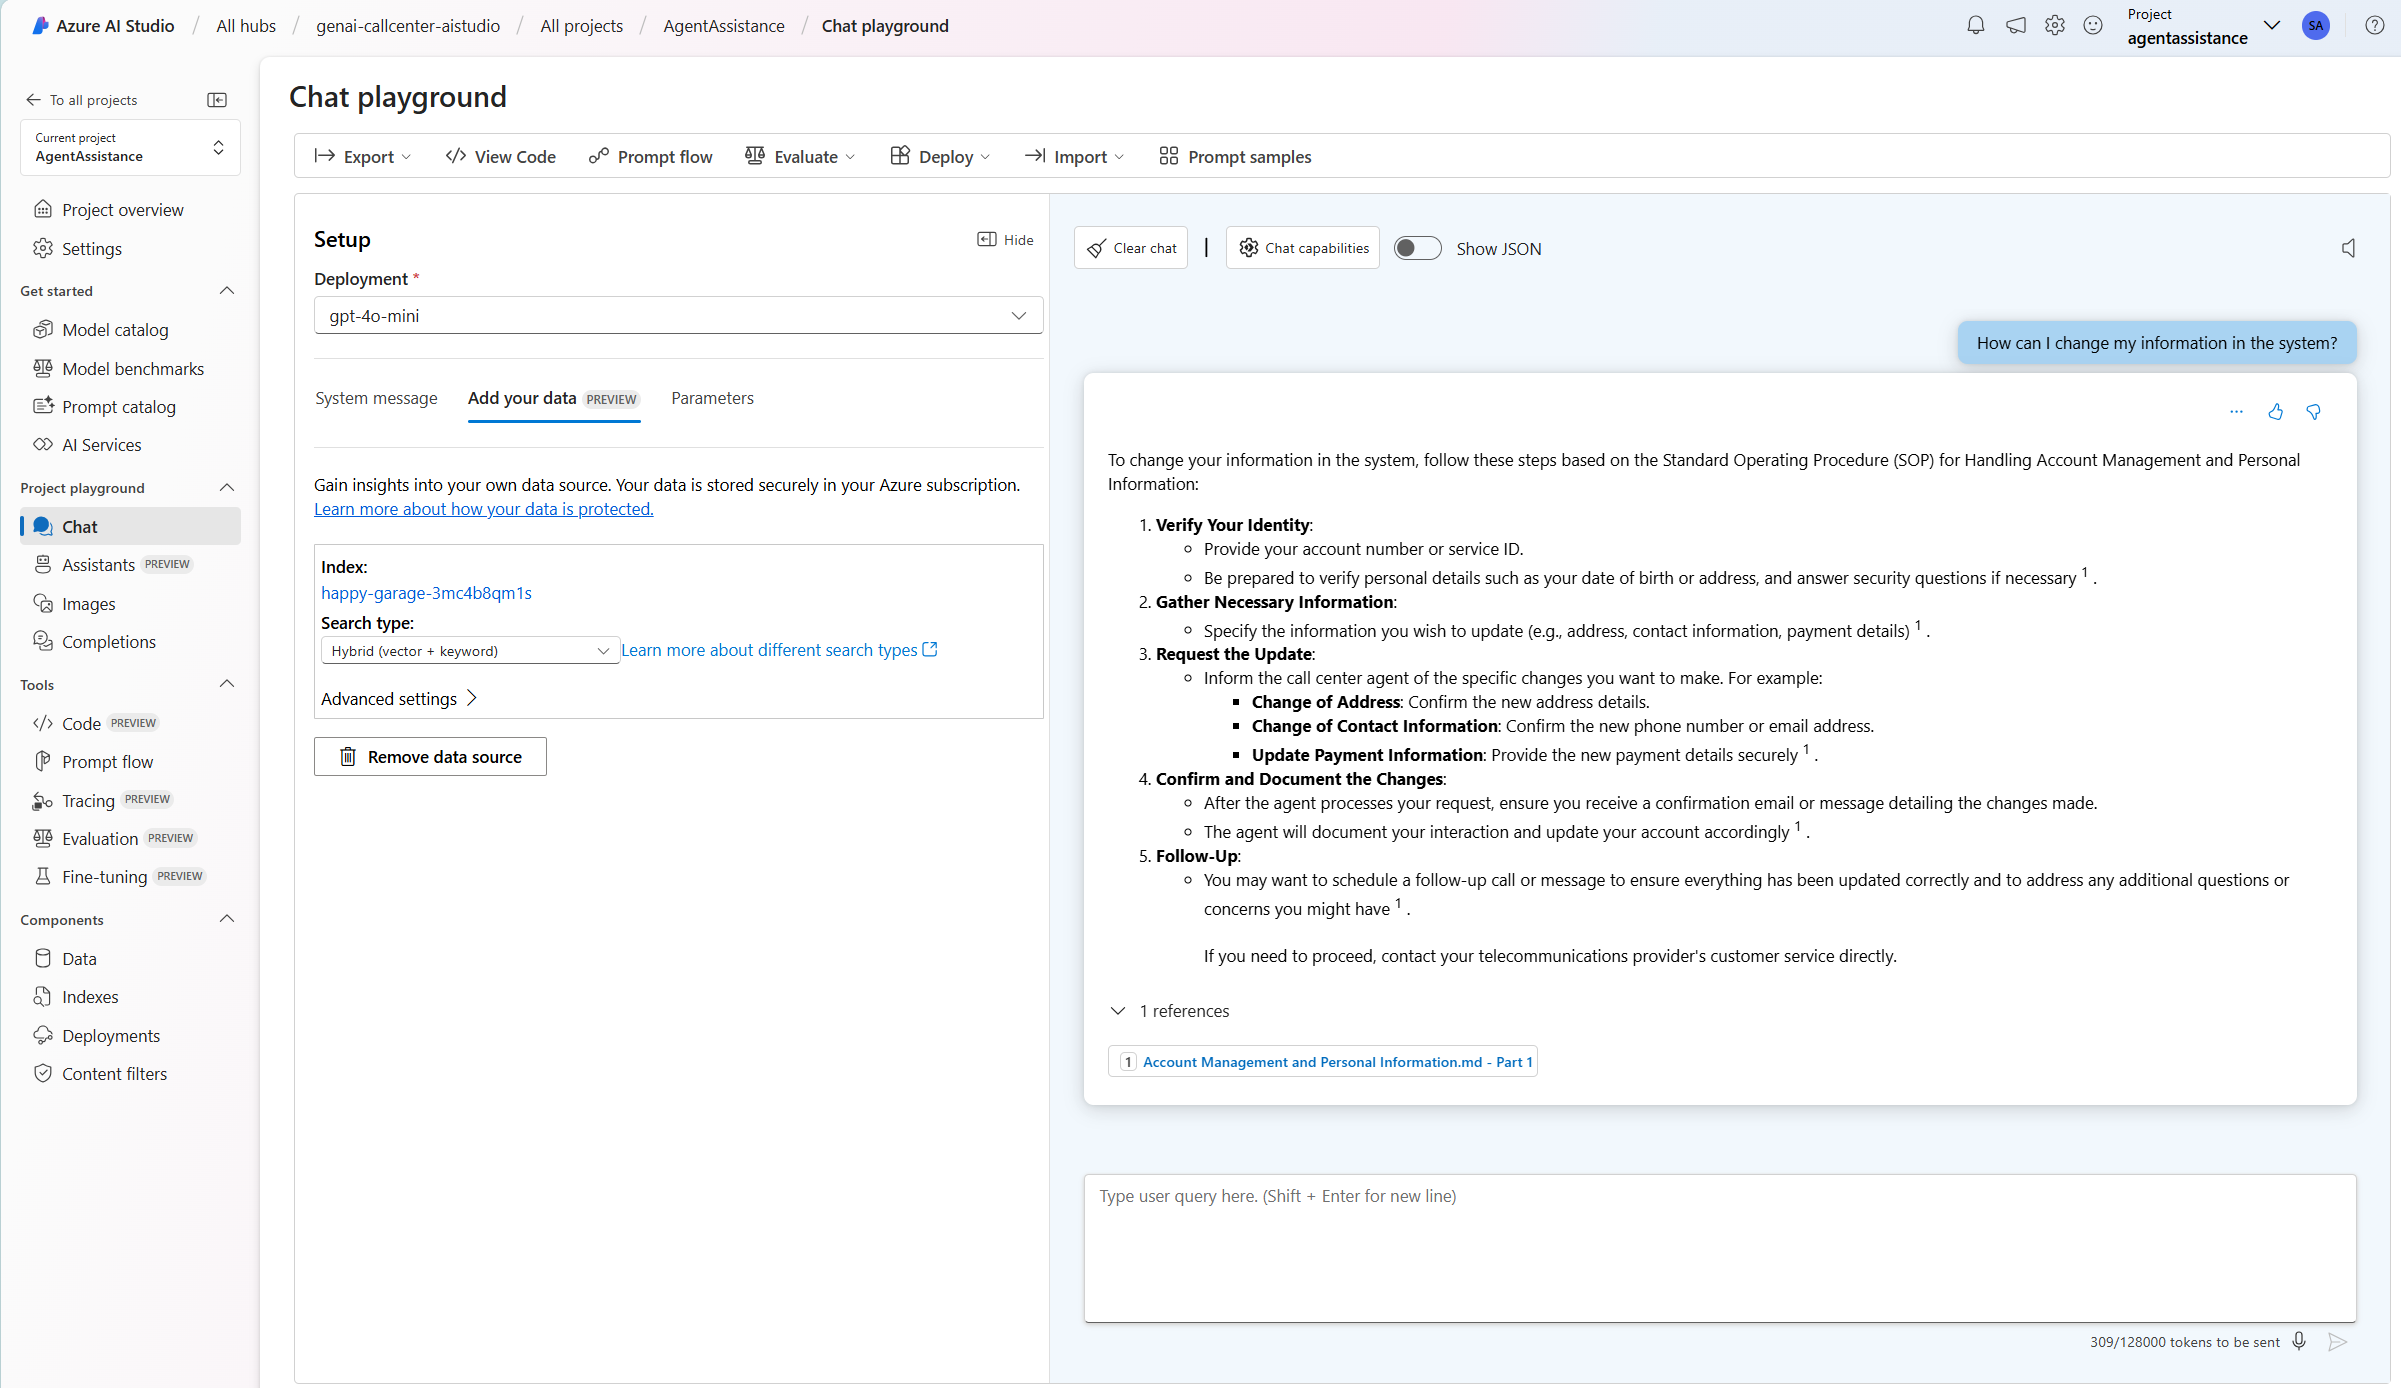 Azure AI Studio / All hubs / genai-callcenter-aistudio / All projects / AgentAssistance / Chat playground
Project
agentassistance
SA
To all projects
Current project
AgentAssistance
Project overview
Settings
Get started
Model catalog
Model benchmarks
Prompt catalog
AI Services
Project playground
Chat
Assistants PREVIEW
Images
Completions
Tools
Code PREVIEW
Prompt flow
Tracing PREVIEW
Evaluation PREVIEW
Fine-tuning PREVIEW
Components
Data
Indexes
Deployments
Content filters
Chat playground
Export View Code Prompt flow Evaluate Deploy Import Prompt samples
Setup
Hide
Deployment *
gpt-4o-mini
System message Add your data PREVIEW Parameters
Gain insights into your own data source. Your data is stored securely in your Azure subscription.
Learn more about how your data is protected.
Index:
happy-garage-3mc4b8qm1s
Search type:
Hybrid (vector + keyword) Learn more about different search types
Advanced settings
Remove data source
Clear chat | Chat capabilities Show JSON
How can I change my information in the system?
To change your information in the system, follow these steps based on the Standard Operating Procedure (SOP) for Handling Account Management and Personal
Information:
1. Verify Your Identity:
◦ Provide your account number or service ID.
◦ Be prepared to verify personal details such as your date of birth or address, and answer security questions if necessary 1 .
2. Gather Necessary Information:
◦ Specify the information you wish to update (e.g., address, contact information, payment details) 1 .
3. Request the Update:
◦ Inform the call center agent of the specific changes you want to make. For example:
▪ Change of Address: Confirm the new address details.
▪ Change of Contact Information: Confirm the new phone number or email address.
▪ Update Payment Information: Provide the new payment details securely 1 .
4. Confirm and Document the Changes:
◦ After the agent processes your request, ensure you receive a confirmation email or message detailing the changes made.
◦ The agent will document your interaction and update your account accordingly 1 .
5. Follow-Up:
◦ You may want to schedule a follow-up call or message to ensure everything has been updated correctly and to address any additional questions or
concerns you might have 1 .
If you need to proceed, contact your telecommunications provider's customer service directly.
1 references
1 Account Management and Personal Information.md - Part 1
Type user query here. (Shift + Enter for new line)
309/128000 tokens to be sent